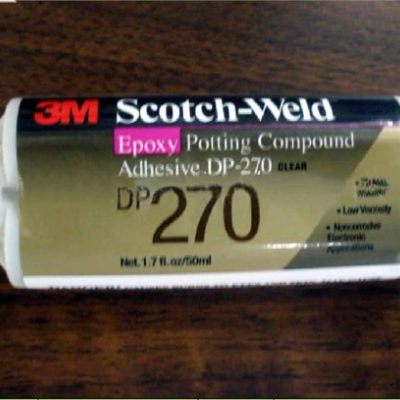 3M Scotch-Weld
Epoxy Potting Compound
Adhesive DP-270 CLEAR
DP270
• Low Viscosity
• Noncorrosive
Electronic
Applications
Net. 1.7 fl. oz/50ml